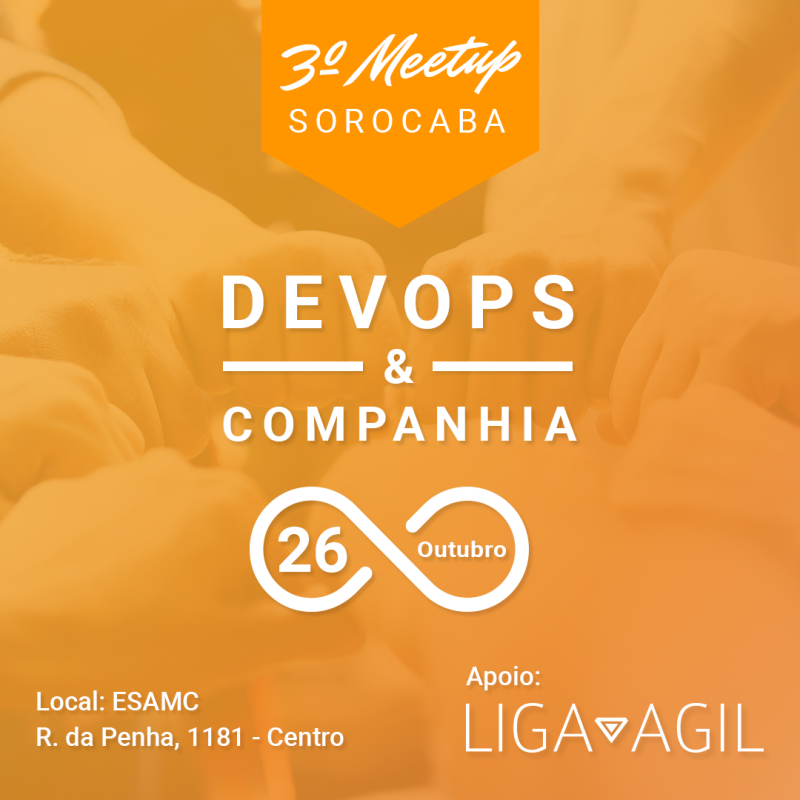 3º Meetup
SOROCABA
DEVOPS
&
COMPANHIA
26
Outubro
Local: ESAMC
R. da Penha, 1181 - Centro
Apoio:
LIGA AGIL